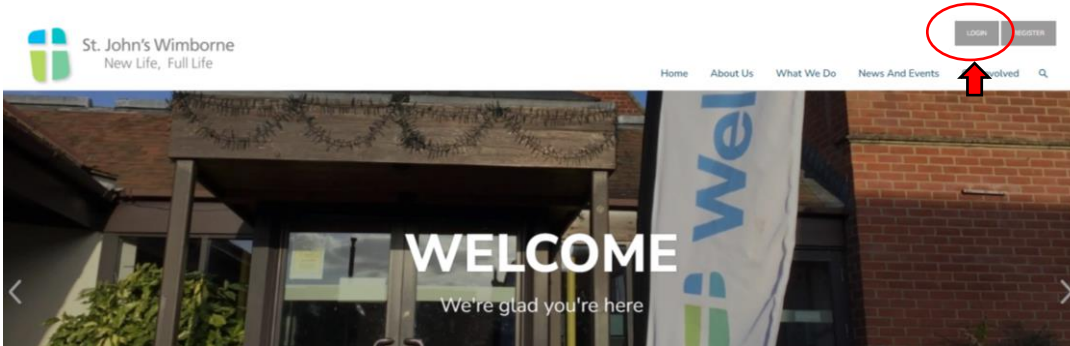 St. John's Wimborne
New Life, Full Life
LOGIN
REGISTER
Home
About Us
What We Do
News And Events
Wel
WELCOME
We're glad you're here